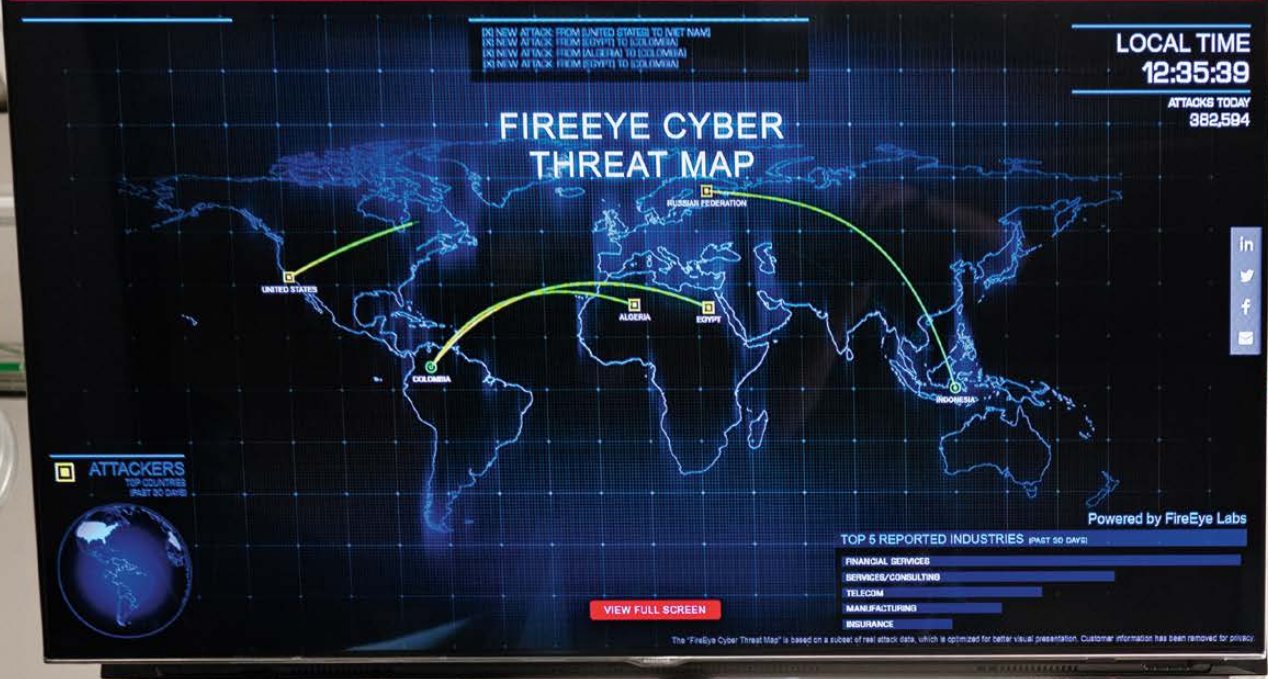 [X] NEW ATTACK: FROM [UNITED STATES] TO [VIET NAM]
[X] NEW ATTACK: FROM [EGYPT] TO [COLOMBIA]
[X] NEW ATTACK: FROM [ALGERIA] TO [COLOMBIA]
[X] NEW ATTACK: FROM [EGYPT] TO [COLOMBIA]
LOCAL TIME
12:35:39
ATTACKS TODAY
382,594
FIREEYE CYBER
THREAT MAP
RUSSIAN FEDERATION
UNITED STATES
ALGERIA
EGYPT
COLOMBIA
INDONESIA
in
f
ATTACKERS
TOP COUNTRIES
(PAST 30 DAYS)
Powered by FireEye Labs
TOP 5 REPORTED INDUSTRIES (PAST 30 DAYS)
FINANCIAL SERVICES
SERVICES/CONSULTING
TELECOM
MANUFACTURING
INSURANCE
VIEW FULL SCREEN
The "FireEye Cyber Threat Map" is based on a subset of real attack data, which is optimized for better visual presentation. Customer information has been removed for privacy.